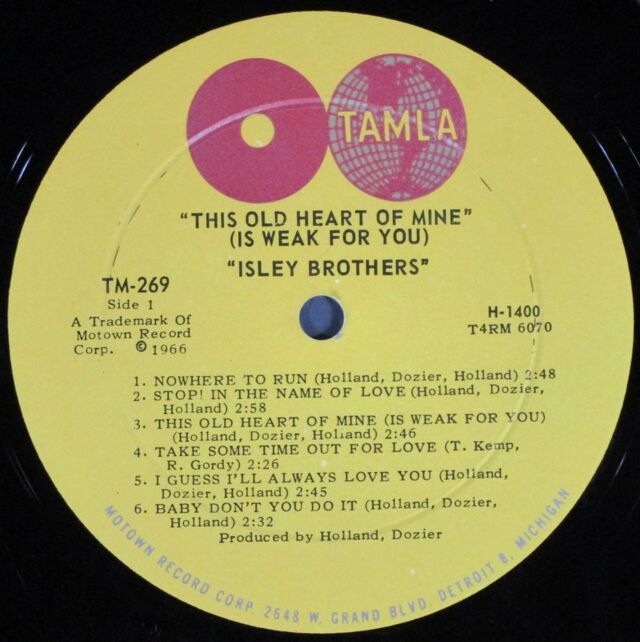 TAMLA
"THIS OLD HEART OF MINE"
(IS WEAK FOR YOU)
"ISLEY BROTHERS"
TM-269
Side 1
A Trademark Of
Motown Record
Corp. © 1966
H-1400
T4RM 6070
1. NOWHERE TO RUN (Holland, Dozier, Holland) 2:48
2. STOP! IN THE NAME OF LOVE (Holland, Dozier,
Holland) 2:58
3. THIS OLD HEART OF MINE (IS WEAK FOR YOU)
(Holland, Dozier, Holland) 2:46
4. TAKE SOME TIME OUT FOR LOVE (T. Kemp,
R. Gordy) 2:26
5. I GUESS I'LL ALWAYS LOVE YOU (Holland,
Dozier, Holland) 2:45
6. BABY DON'T YOU DO IT (Holland, Dozier,
Holland) 2:32
Produced by Holland, Dozier
MOTOWN RECORD CORP. 2648 W. GRAND BLVD. DETROIT 8, MICHIGAN